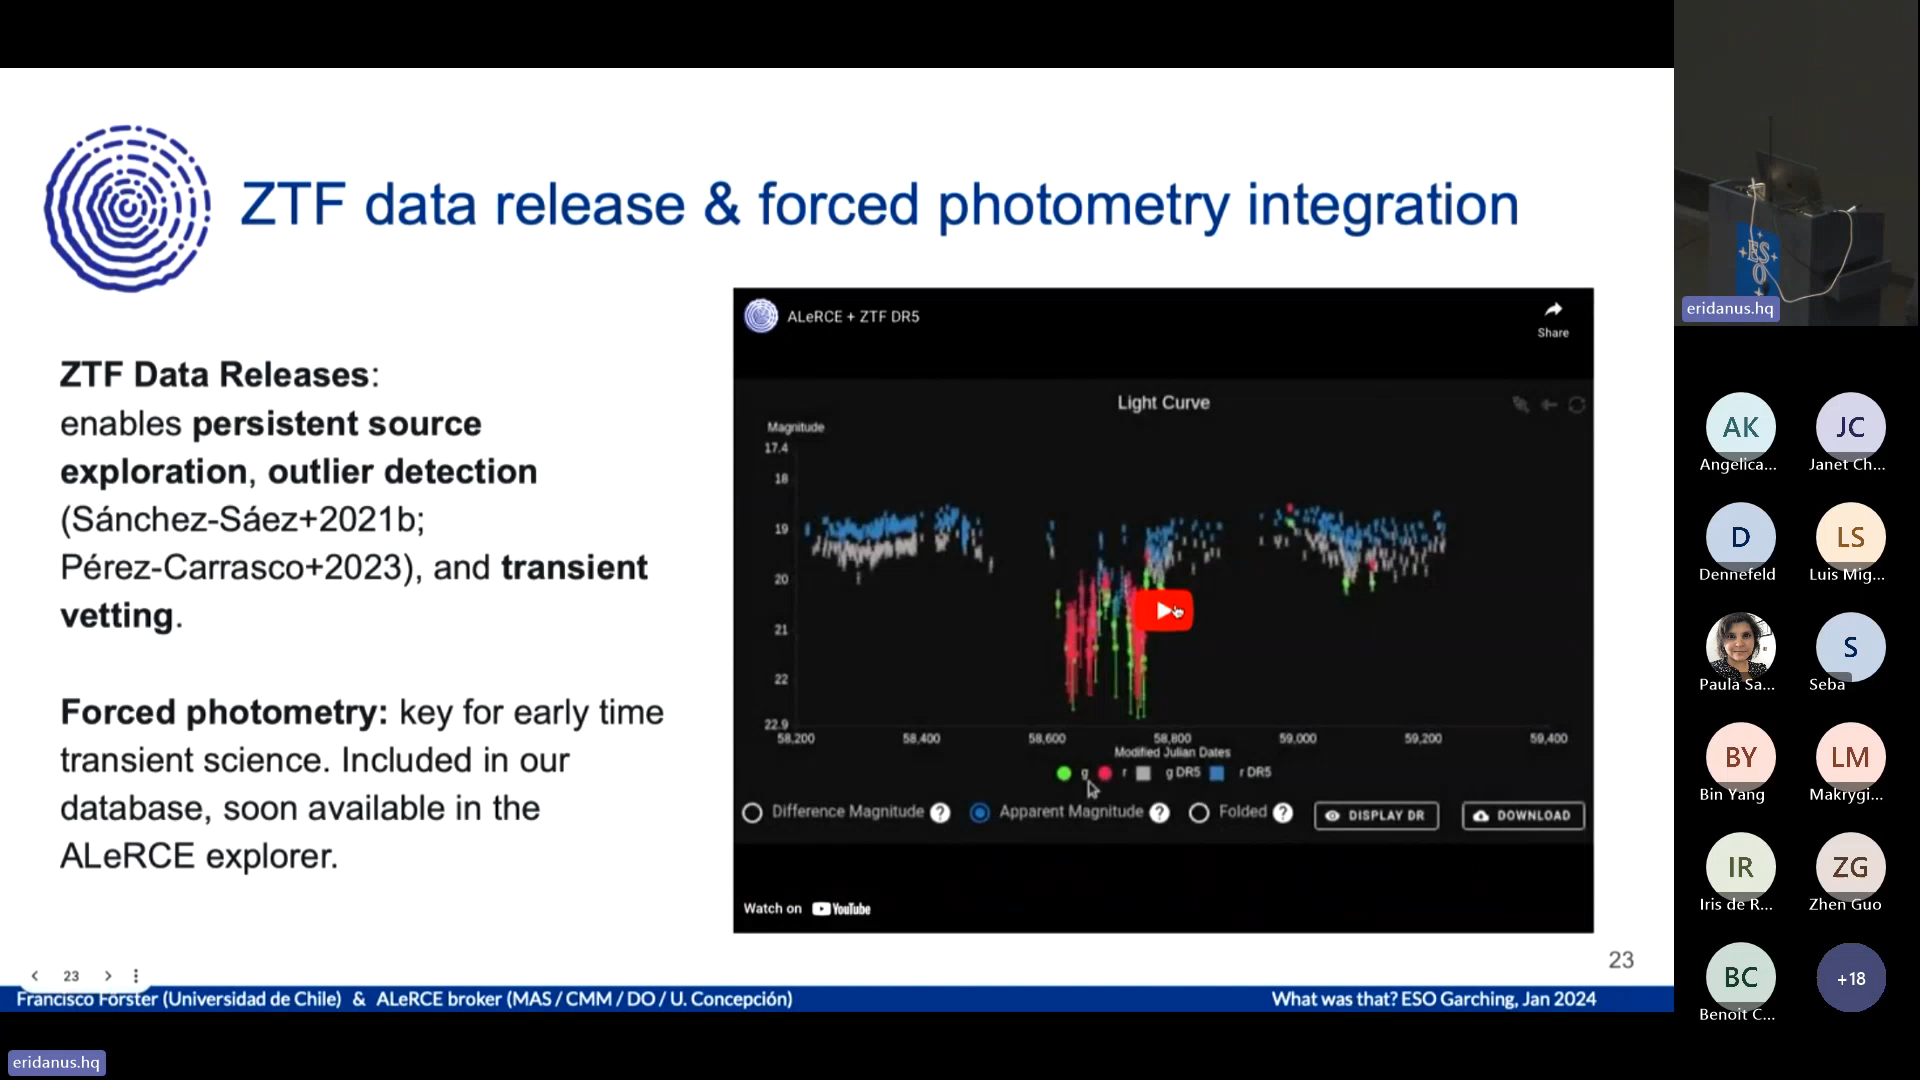 ZTF data release & forced photometry integration
ZTF Data Releases:
enables persistent source
exploration, outlier detection
(Sánchez-Sáez+2021b;
Pérez-Carrasco+2023), and transient
vetting.
Forced photometry: key for early time
transient science. Included in our
database, soon available in the
ALeRCE explorer.
ALeRCE + ZTF DR5
Share
Light Curve
Magnitude
17.4
18
19
20
21
22
22.9
58,200 58,400 58,600 58,800 59,000 59,200 59,400
Modified Julian Dates
g r g DR5 r DR5
Difference Magnitude ? Apparent Magnitude ? Folded ? DISPLAY DR DOWNLOAD
Watch on YouTube
23
23
Francisco Förster (Universidad de Chile) & ALeRCE broker (MAS / CMM / DO / U. Concepción)
What was that? ESO Garching, Jan 2024
eridanus.hq
ESO
eridanus.hq
AK JC
Angelica... Janet Ch...
D LS
Dennefeld Luis Mig...
S
Paula Sa... Seba
BY LM
Bin Yang Makrygi...
IR ZG
Iris de R... Zhen Guo
BC +18
Benoit C...